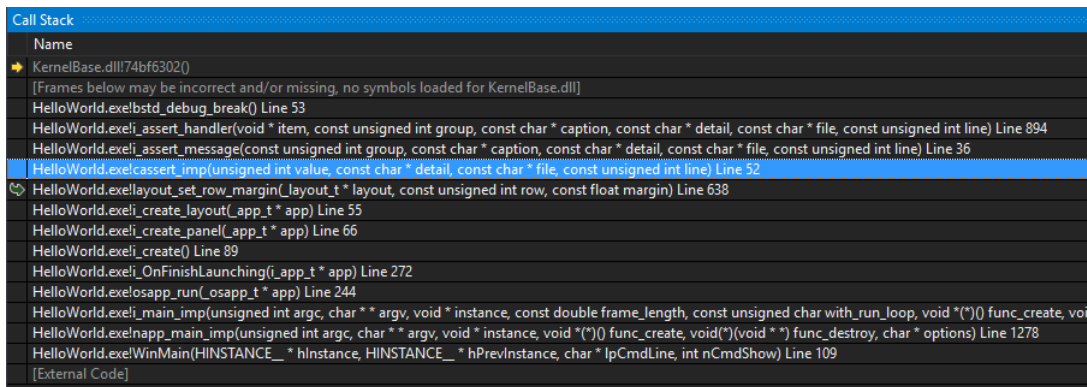 Call Stack
Name
KernelBase.dll!74bf6302()
[Frames below may be incorrect and/or missing, no symbols loaded for KernelBase.dll]
HelloWorld.exe!bstd_debug_break() Line 53
HelloWorld.exe!i_assert_handler(void * item, const unsigned int group, const char * caption, const char * detail, const char * file, const unsigned int line) Line 894
HelloWorld.exe!i_assert_message(const unsigned int group, const char * caption, const char * detail, const char * file, const unsigned int line) Line 36
HelloWorld.exe!cassert_imp(unsigned int value, const char * detail, const char * file, const unsigned int line) Line 52
HelloWorld.exe!layout_set_row_margin(_layout_t * layout, const unsigned int row, const float margin) Line 638
HelloWorld.exe!i_create_layout(_app_t * app) Line 55
HelloWorld.exe!i_create_panel(_app_t * app) Line 66
HelloWorld.exe!i_create() Line 89
HelloWorld.exe!i_OnFinishLaunching(i_app_t * app) Line 272
HelloWorld.exe!osapp_run(_osapp_t * app) Line 244
HelloWorld.exe!i_main_imp(unsigned int argc, char * * argv, void * instance, const double frame_length, const unsigned char with_run_loop, void *(*)() func_create, voi
HelloWorld.exe!napp_main_imp(unsigned int argc, char * * argv, void * instance, void *(*)() func_create, void(*)(void * *) func_destroy, char * options) Line 1278
HelloWorld.exe!WinMain(HINSTANCE__ * hInstance, HINSTANCE__ * hPrevInstance, char * lpCmdLine, int nCmdShow) Line 109
[External Code]